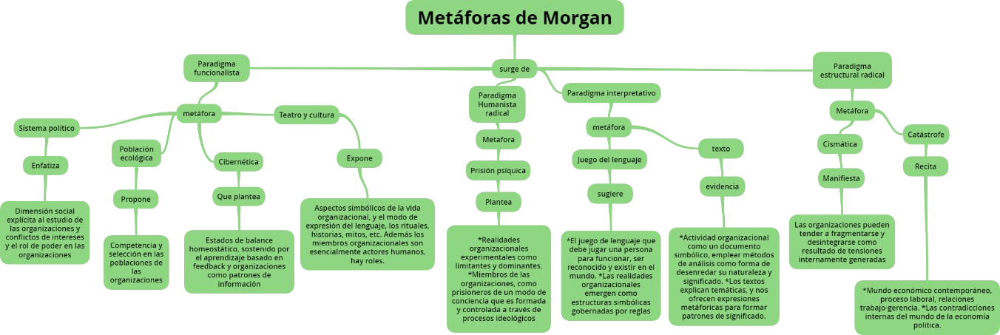 Metáforas de Morgan
surge de
Paradigma
funcionalista
metáfora
Sistema político
Enfatiza
Dimensión social
explícita al estudio de
las organizaciones y
conflictos de intereses
y el rol de poder en las
organizaciones
Población
ecológica
Propone
Competencia y
selección en las
poblaciones de
las
organizaciones
Cibernética
Que plantea
Estados de balance
homeostático, sostenido por
el aprendizaje basado en
feedback y organizaciones
como patrones de
información
Teatro y cultura
Expone
Aspectos simbólicos de la vida
organizacional, y el modo de
expresión del lenguaje, los rituales,
historias, mitos, etc. Además los
miembros organizacionales son
esencialmente actores humanos,
hay roles.
Paradigma
Humanista
radical
Metafora
Prisión psíquica
Plantea
*Realidades
organizacionales
experimentales como
limitantes y dominantes.
*Miembros de las
organizaciones, como
prisioneros de un modo de
conciencia que es formada
y controlada a través de
procesos ideológicos
Paradigma interpretativo
metáfora
Juego del lenguaje
sugiere
*El juego de lenguaje que
debe jugar una persona
para funcionar, ser
reconocido y existir en el
mundo. *Las realidades
organizacionales
emergen como
estructuras simbólicas
gobernadas por reglas
texto
evidencia
*Actividad organizacional
como un documento
simbólico, emplear métodos
de análisis como forma de
desenredar su naturaleza y
significado. *Los textos
explican temáticas, y nos
ofrecen expresiones
metáforicas para formar
patrones de significado.
Paradigma
estructural radical
Metáfora
Cismática
Manifiesta
Las organizaciones pueden
tender a fragmentarse y
desintegrarse como
resultado de tensiones
internamente generadas
Catástrofe
Recita
*Mundo económico contemporáneo,
proceso laboral, relaciones
trabajo-gerencia. *Las contradicciones
internas del mundo de la economía
politica.